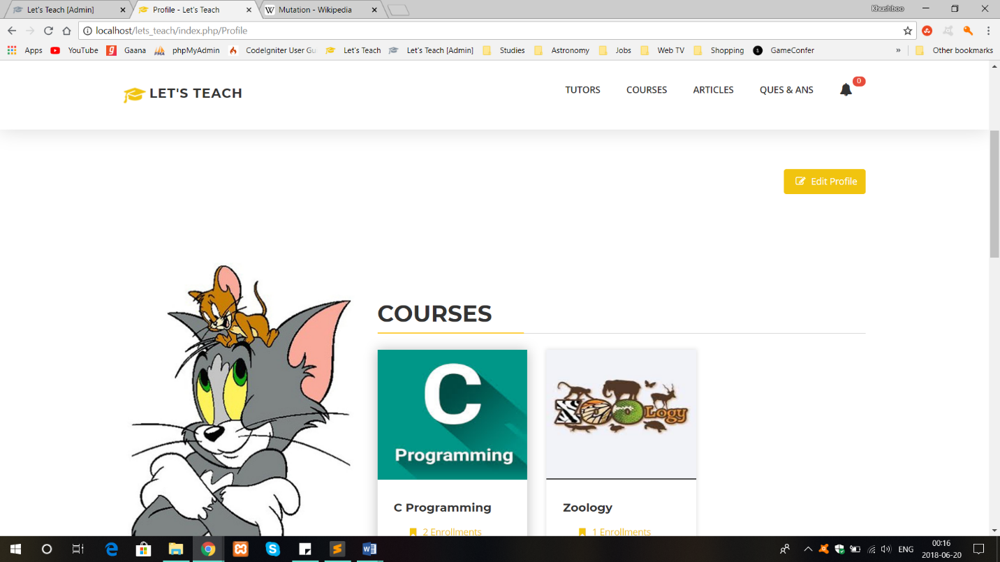 Let's Teach [Admin]
Profile - Let's Teach
W Mutation - Wikipedia
Khushboo
localhost/lets_teach/index.php/Profile
Apps
YouTube
g Gaana
PMA phpMyAdmin
CodeIgniter User Gu
Let's Teach
Let's Teach [Admin]
Studies
Astronomy
Jobs
Web TV
Shopping
GameConfer
»
Other bookmarks
LET'S TEACH
TUTORS
COURSES
ARTICLES
QUES & ANS
0
Edit Profile
COURSES
C
Programming
ZOOLogy
C Programming
Zoology
2 Enrollments
1 Enrollments
ENG
00:16
2018-06-20